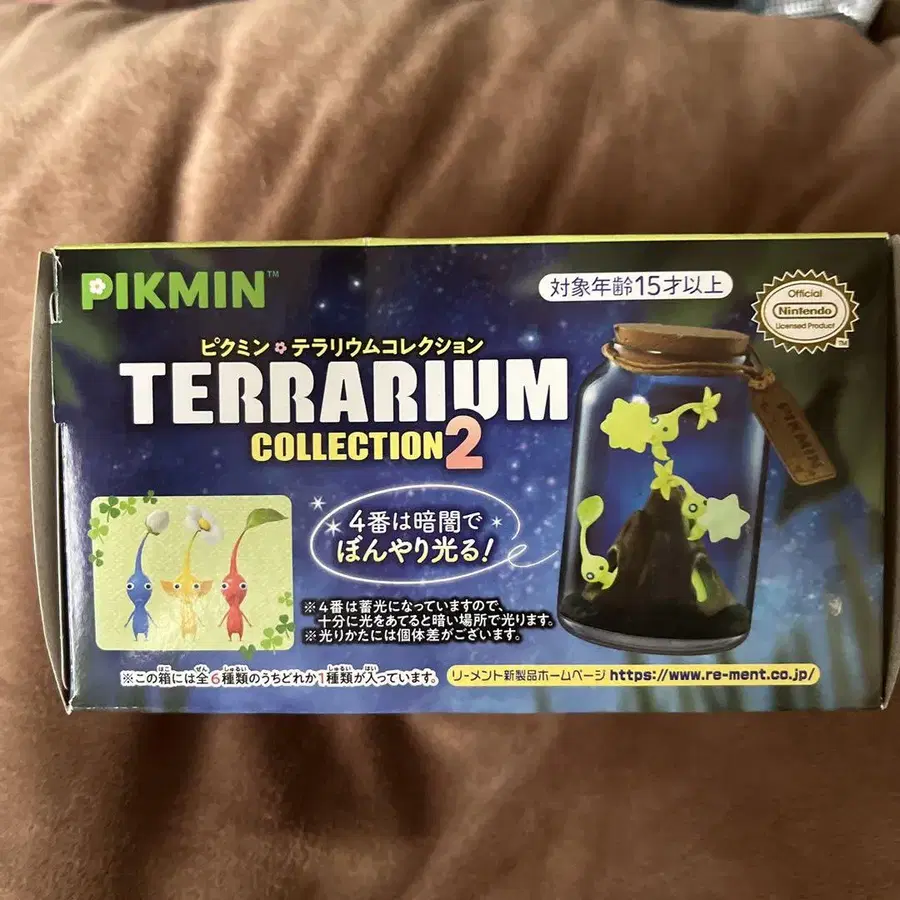 PIKMIN™
対象年齢15才以上
Official
Nintendo
Licensed Product
TM
ピクミン テラリウムコレクション
TERRARIUM
COLLECTION2
PIKMIN
4番は暗闇で
ぼんやり光る!
※4番は蓄光になっていますので、
十分に光をあてると暗い場所で光ります。
※光りかたには個体差がございます。
※この箱には全6種類のうちどれか1種類が入っています。
リーメント新製品ホームページ https://www.re-ment.co.jp/